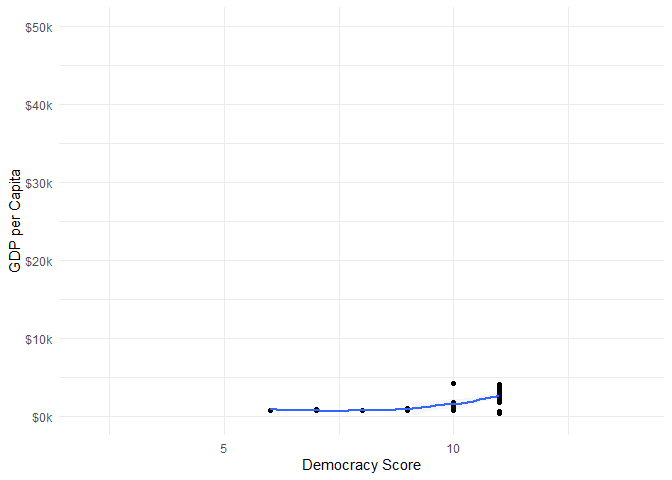 $50k
$40k
$30k
$20k
$10k
$0k
GDP per Capita
5 10
Democracy Score